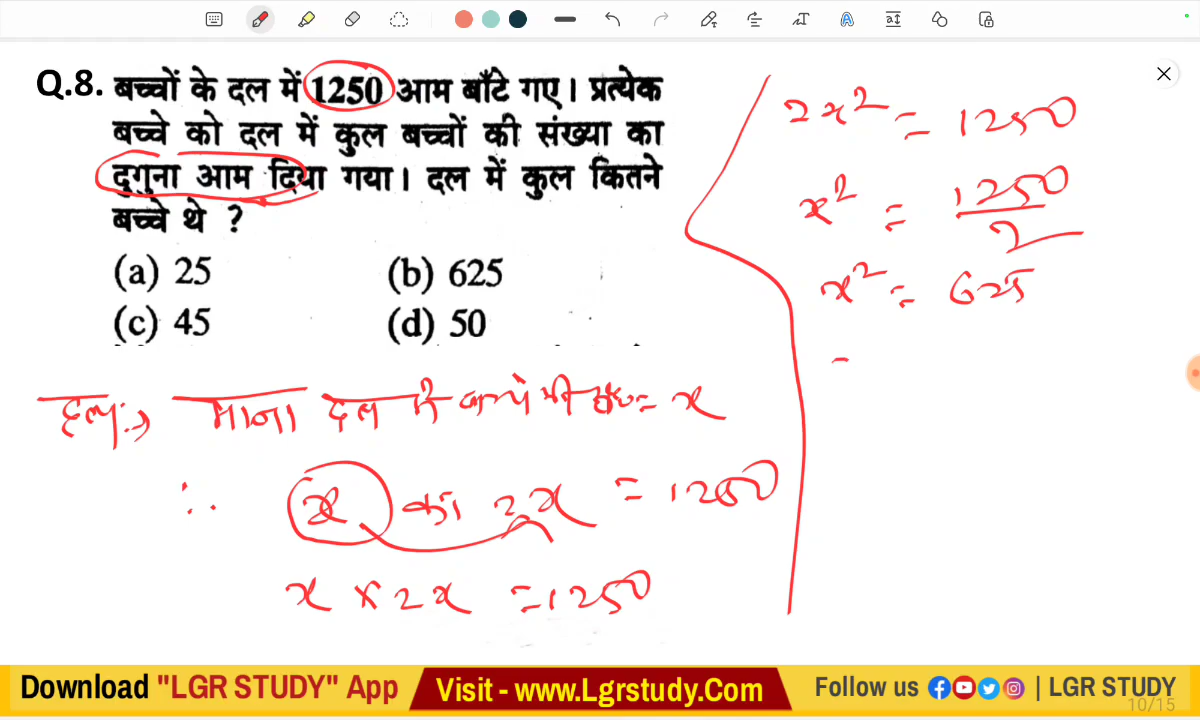 Q.8. बच्चों के दल में 1250 आम बाँटे गए। प्रत्येक
बच्चे को दल में कुल बच्चों की संख्या का
दुगुना आम दिया गया। दल में कुल कितने
बच्चे थे ?
(a) 25 (b) 625
(c) 45 (d) 50
हल:→ माना दल में बच्चों की = x
∴ x का 2x = 1250
x × 2x = 1250
2x² = 1250
x² = 1250/2
x² = 625
Download "LGR STUDY" App
Visit - www.Lgrstudy.Com
Follow us | LGR STUDY
10/15